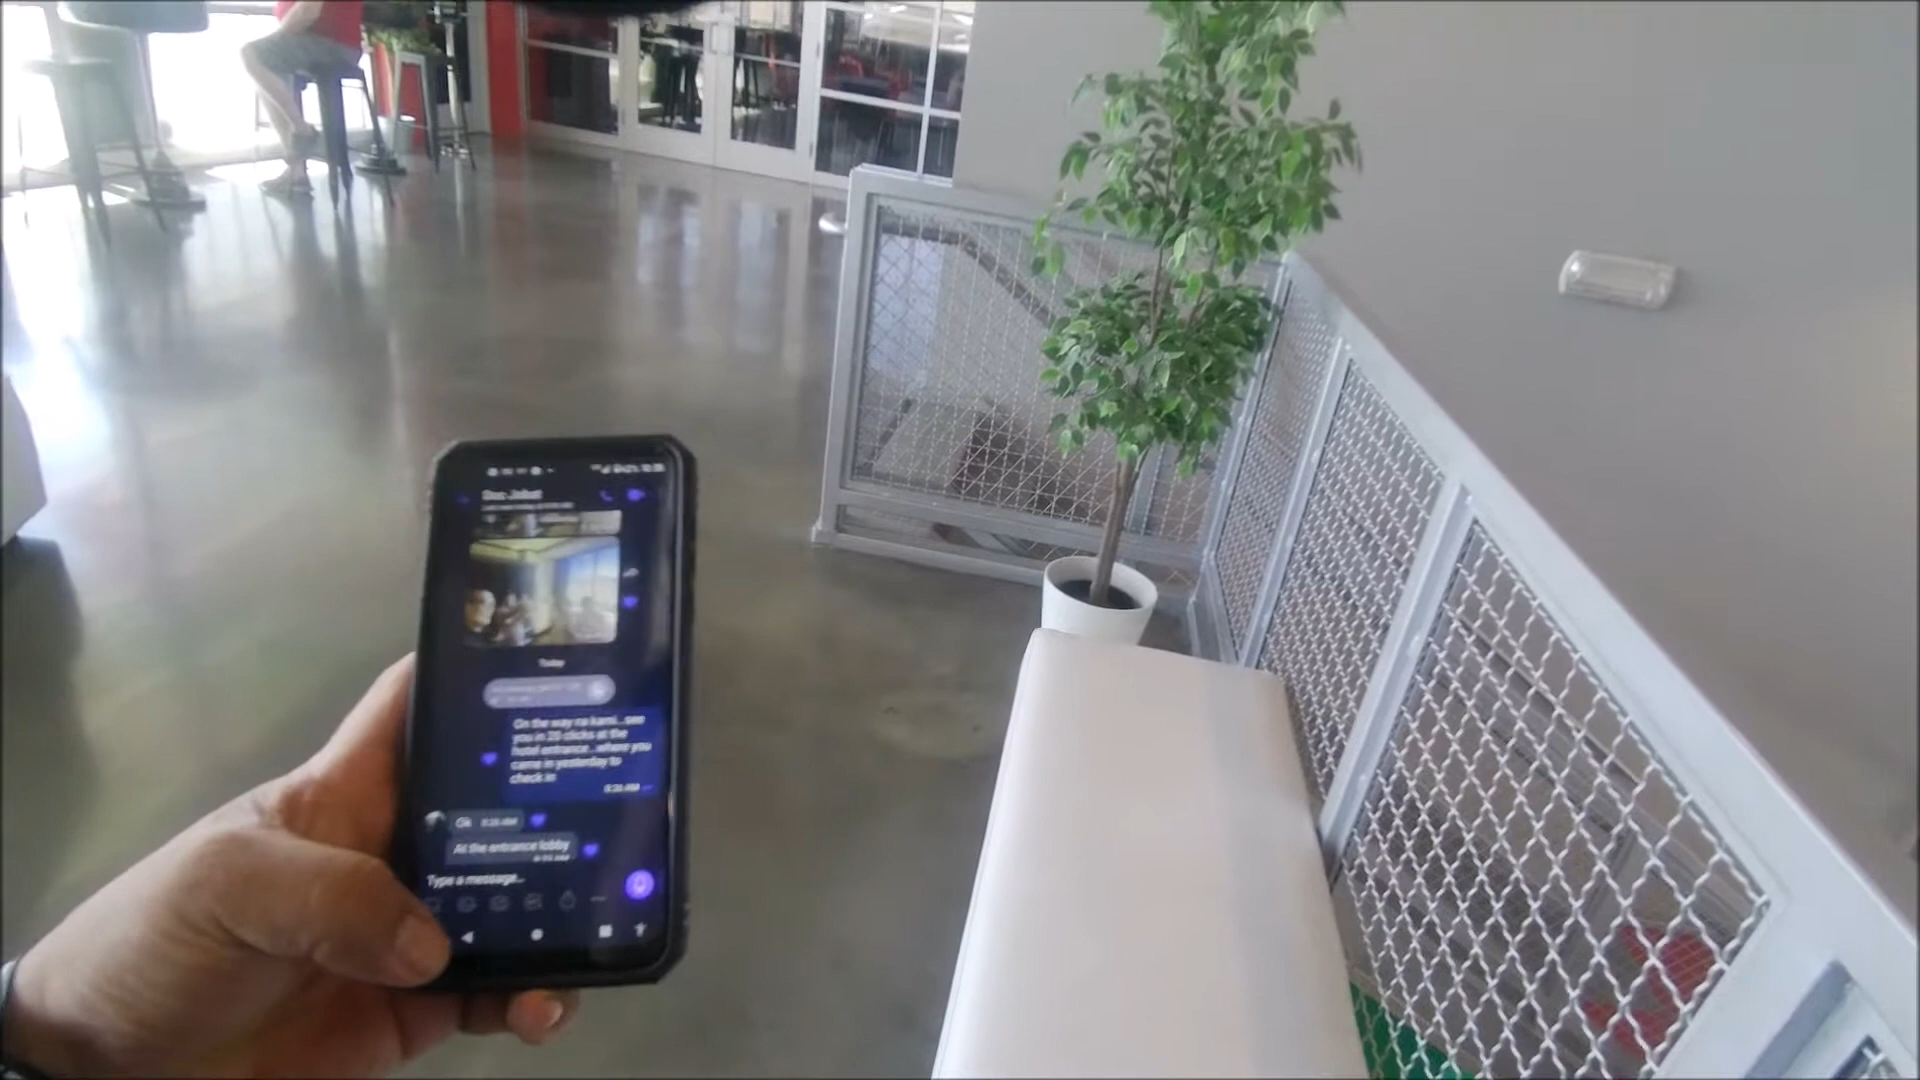 Today
On the way na kami...see
you in 20 clicks at the
hotel entrance...where you
came in yesterday to
check in
Ok
At the entrance lobby
Type a message...